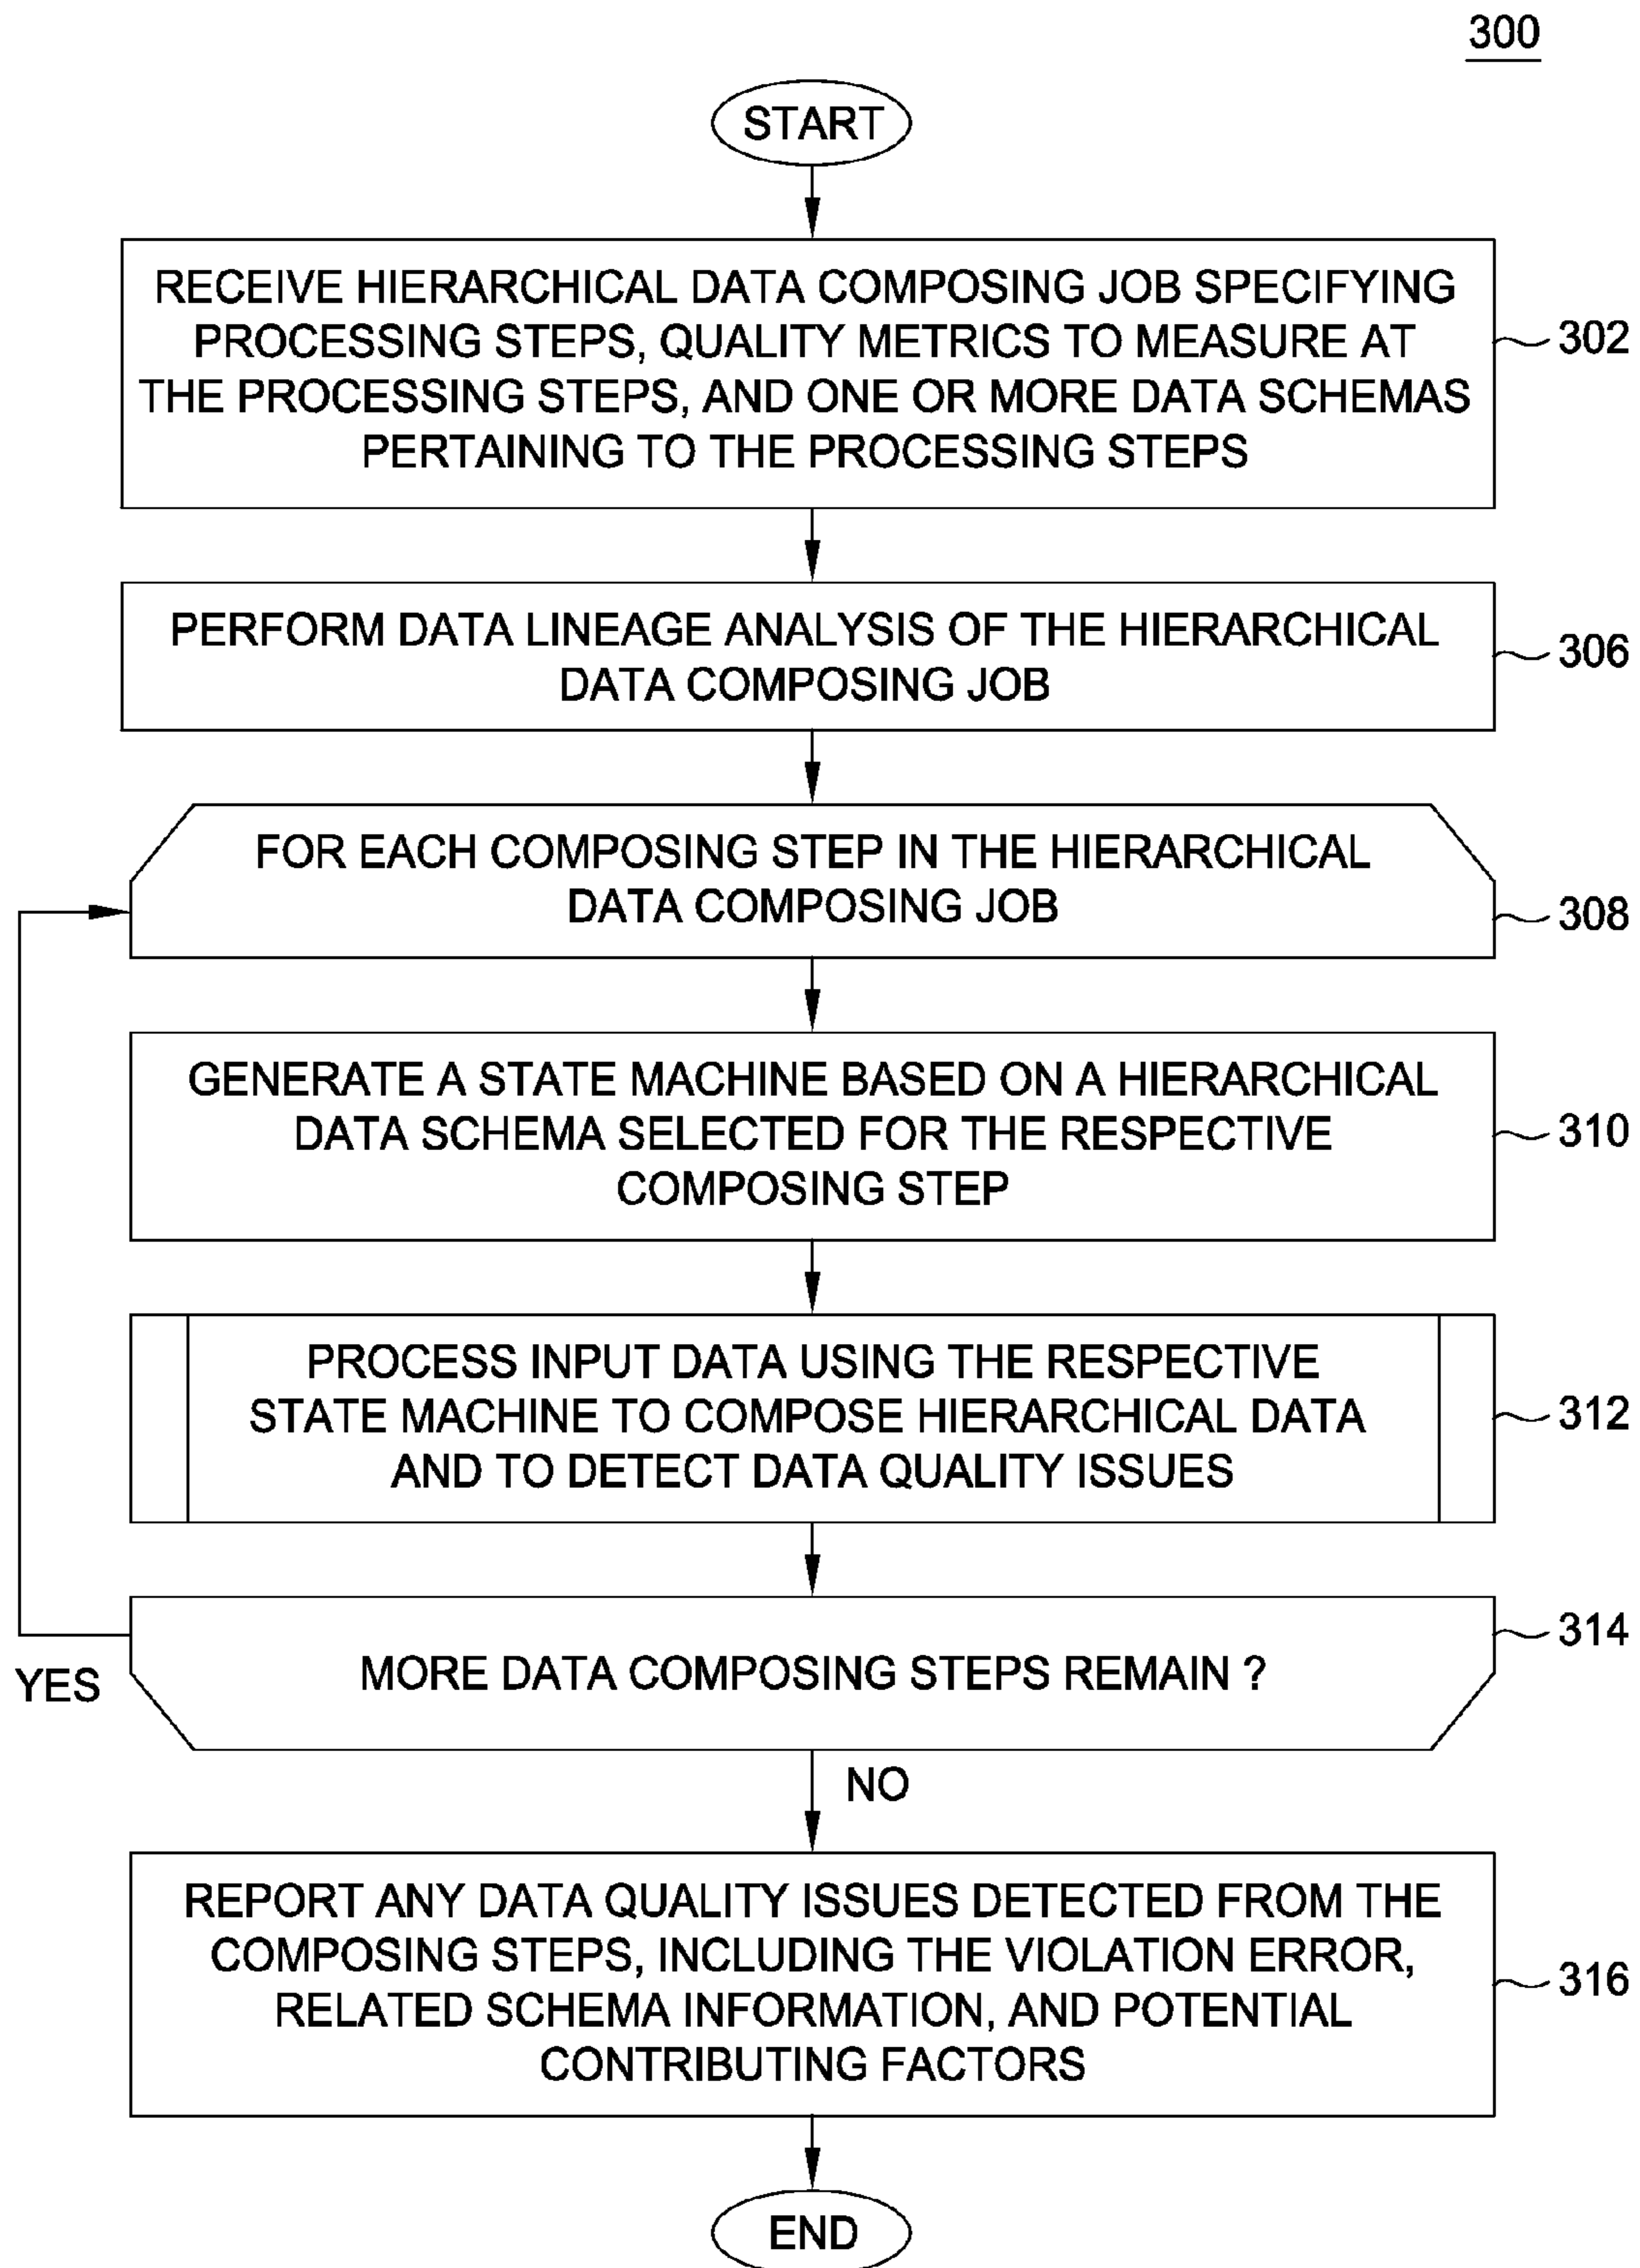 300
START
RECEIVE HIERARCHICAL DATA COMPOSING JOB SPECIFYING
PROCESSING STEPS, QUALITY METRICS TO MEASURE AT
THE PROCESSING STEPS, AND ONE OR MORE DATA SCHEMAS
PERTAINING TO THE PROCESSING STEPS
302
PERFORM DATA LINEAGE ANALYSIS OF THE HIERARCHICAL
DATA COMPOSING JOB
306
FOR EACH COMPOSING STEP IN THE HIERARCHICAL
DATA COMPOSING JOB
308
GENERATE A STATE MACHINE BASED ON A HIERARCHICAL
DATA SCHEMA SELECTED FOR THE RESPECTIVE
COMPOSING STEP
310
PROCESS INPUT DATA USING THE RESPECTIVE
STATE MACHINE TO COMPOSE HIERARCHICAL DATA
AND TO DETECT DATA QUALITY ISSUES
312
MORE DATA COMPOSING STEPS REMAIN ?
314
YES
NO
REPORT ANY DATA QUALITY ISSUES DETECTED FROM THE
COMPOSING STEPS, INCLUDING THE VIOLATION ERROR,
RELATED SCHEMA INFORMATION, AND POTENTIAL
CONTRIBUTING FACTORS
316
END